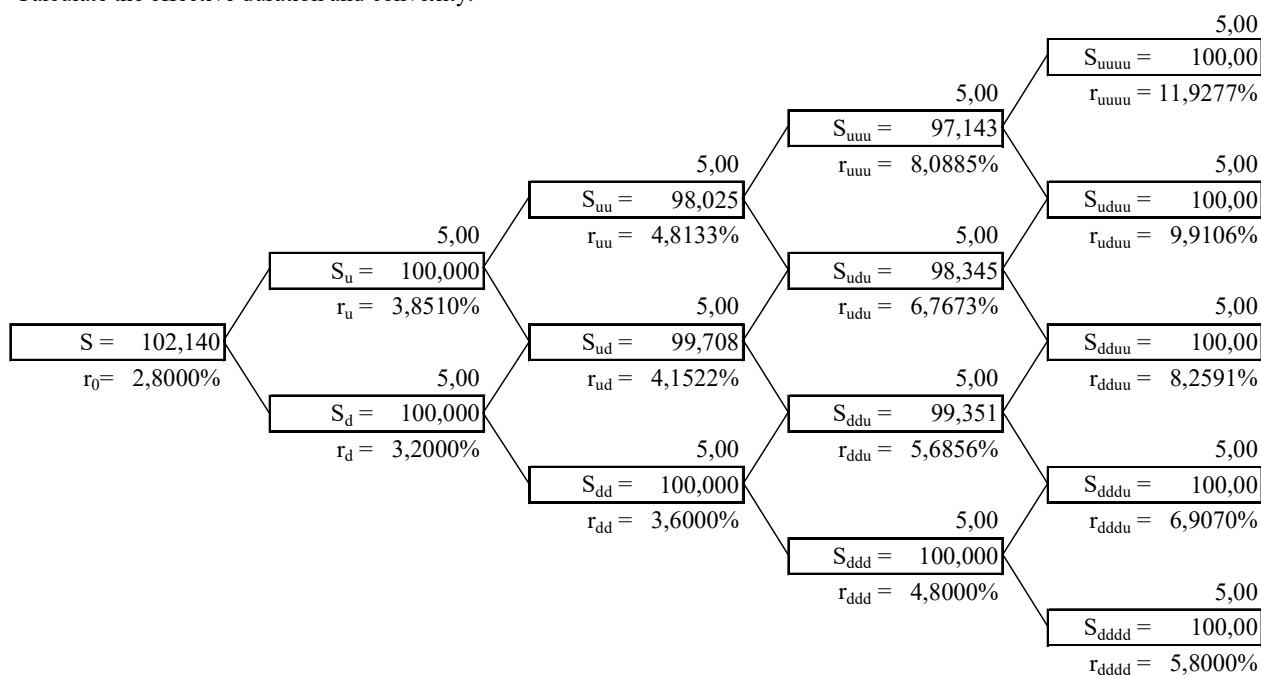 Calculate the effective duration and convexity.
5,00
S_uuuu = 100,00
r_uuuu = 11,9277%
5,00
S_uuu = 97,143
r_uuu = 8,0885%
5,00
S_uduu = 100,00
r_uduu = 9,9106%
5,00
S_uu = 98,025
r_uu = 4,8133%
5,00
S_udu = 98,345
r_udu = 6,7673%
5,00
S_u = 100,000
r_u = 3,8510%
5,00
S_dduu = 100,00
r_dduu = 8,2591%
S = 102,140
r_0= 2,8000%
5,00
S_ud = 99,708
r_ud = 4,1522%
5,00
S_d = 100,000
r_d = 3,2000%
5,00
S_ddu = 99,351
r_ddu = 5,6856%
5,00
S_dddu = 100,00
r_dddu = 6,9070%
5,00
S_dd = 100,000
r_dd = 3,6000%
5,00
S_ddd = 100,000
r_ddd = 4,8000%
5,00
S_dddd = 100,00
r_dddd = 5,8000%